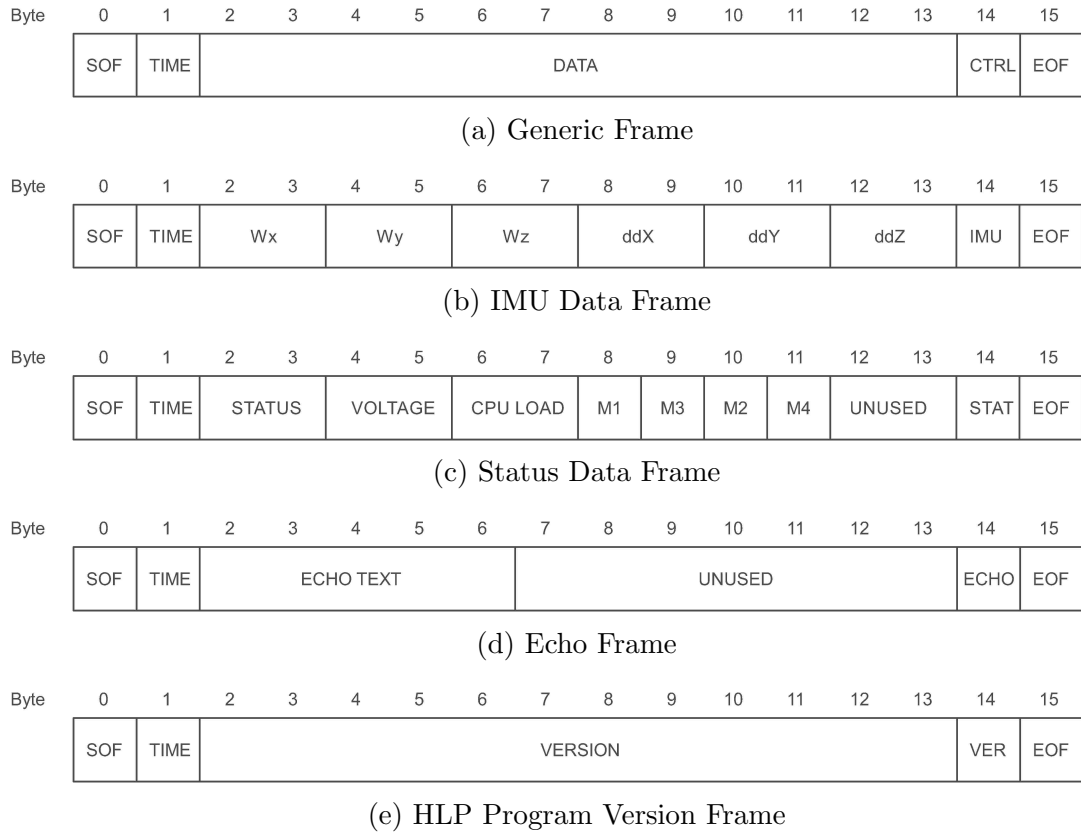 Byte 0 1 2 3 4 5 6 7 8 9 10 11 12 13 14 15
SOF TIME DATA CTRL EOF
(a) Generic Frame
Byte 0 1 2 3 4 5 6 7 8 9 10 11 12 13 14 15
SOF TIME Wx Wy Wz ddX ddY ddZ IMU EOF
(b) IMU Data Frame
Byte 0 1 2 3 4 5 6 7 8 9 10 11 12 13 14 15
SOF TIME STATUS VOLTAGE CPU LOAD M1 M3 M2 M4 UNUSED STAT EOF
(c) Status Data Frame
Byte 0 1 2 3 4 5 6 7 8 9 10 11 12 13 14 15
SOF TIME ECHO TEXT UNUSED ECHO EOF
(d) Echo Frame
Byte 0 1 2 3 4 5 6 7 8 9 10 11 12 13 14 15
SOF TIME VERSION VER EOF
(e) HLP Program Version Frame